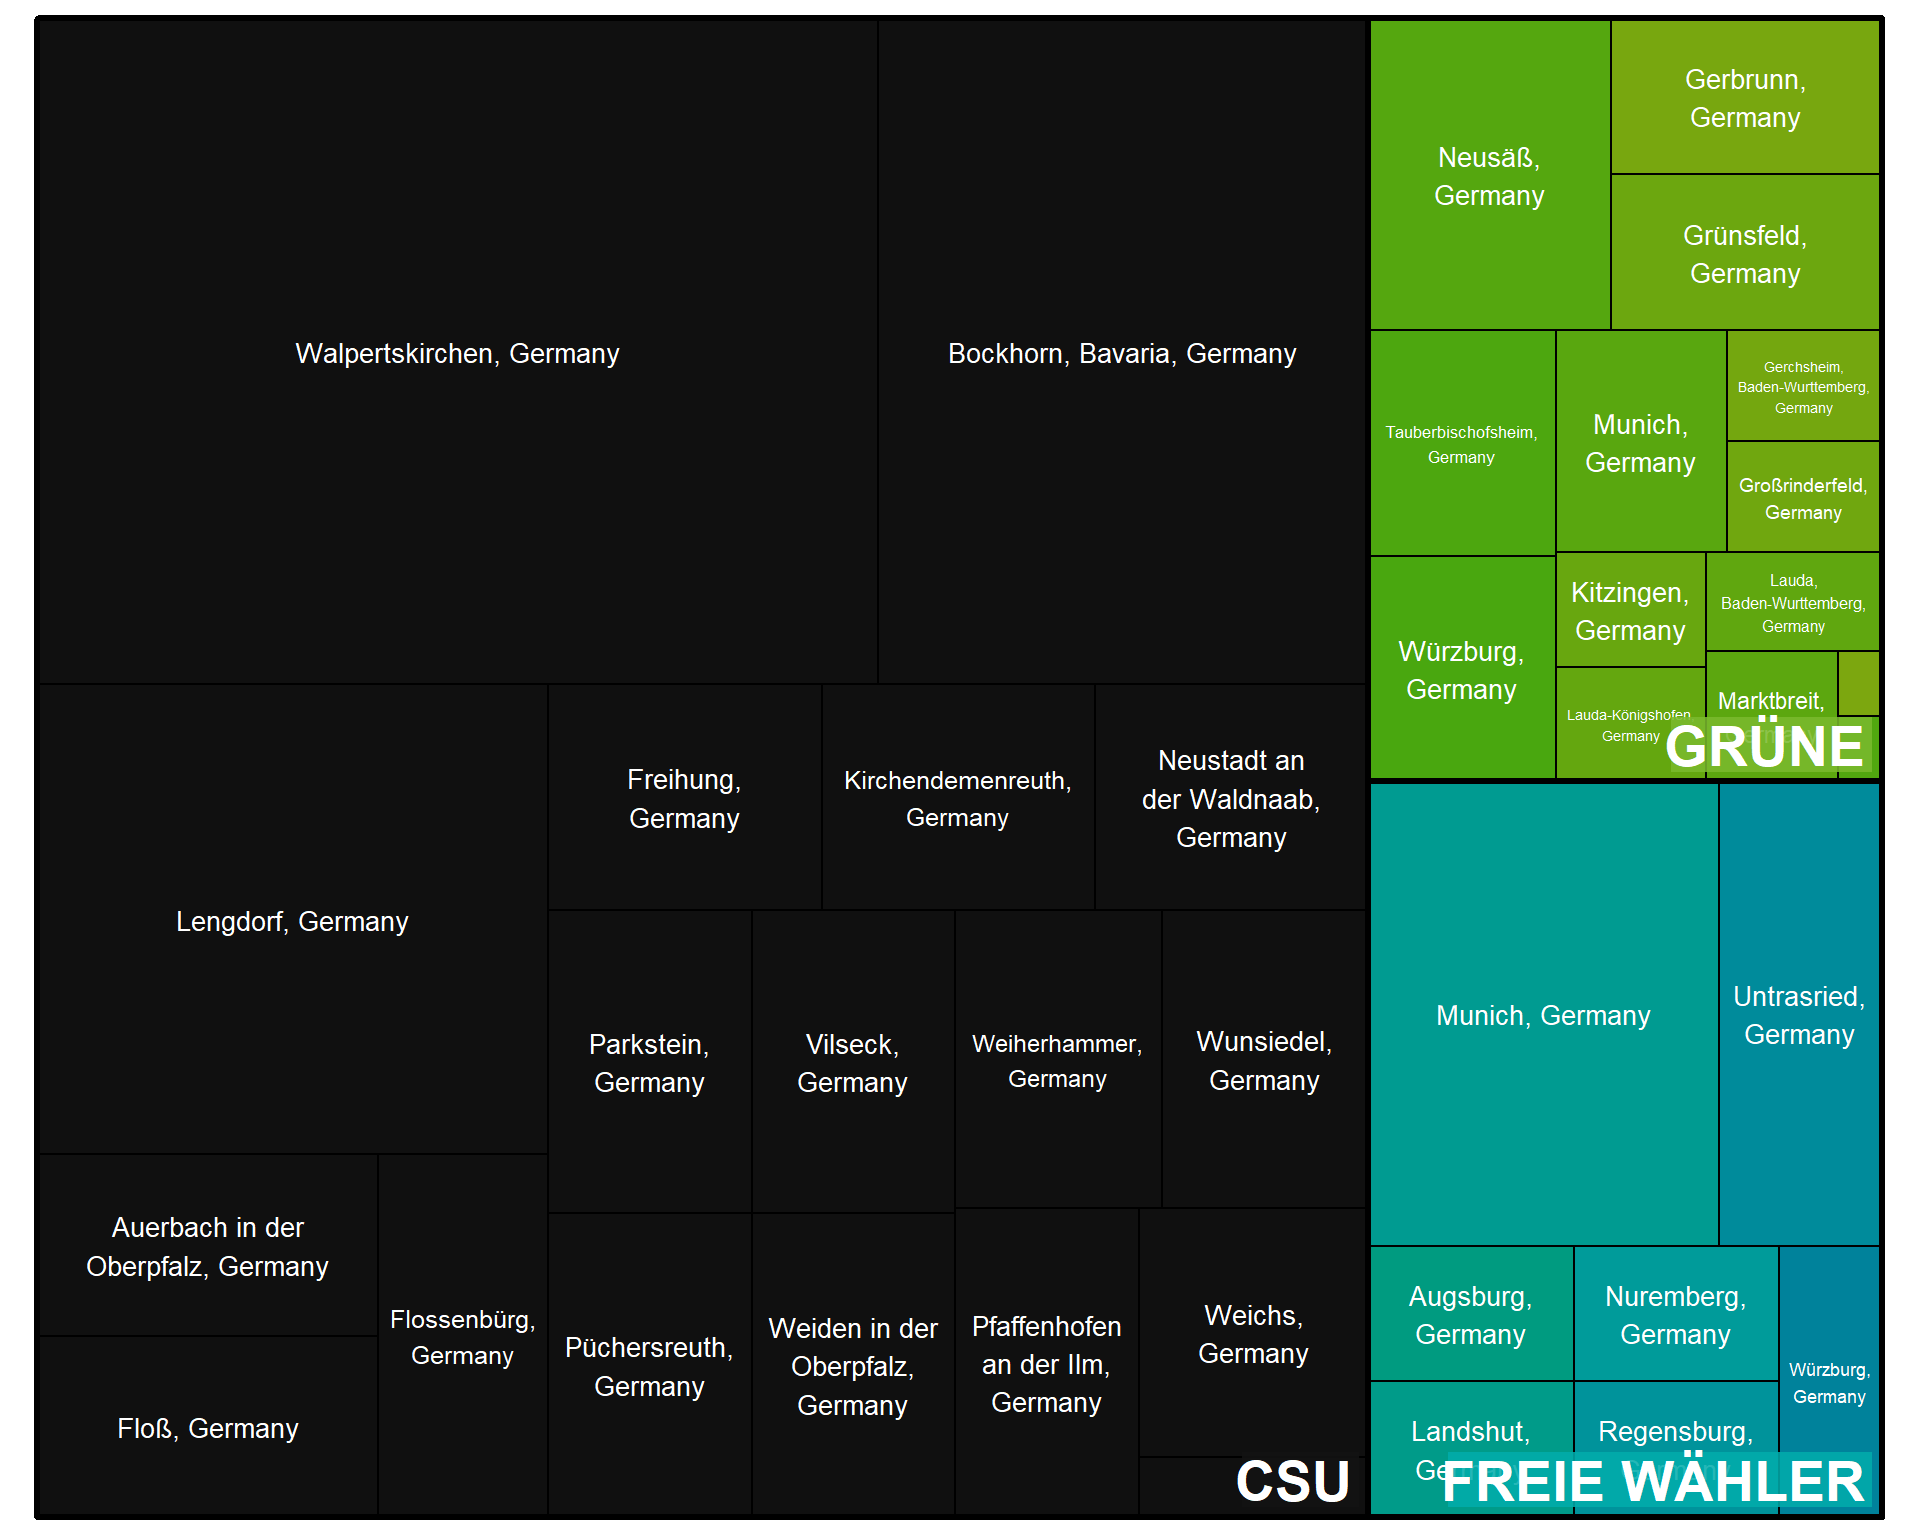 Walpertskirchen, Germany
Bockhorn, Bavaria, Germany
Lengdorf, Germany
Freihung,
Germany
Kirchendemenreuth,
Germany
Neustadt an
der Waldnaab,
Germany
Parkstein,
Germany
Vilseck,
Germany
Weiherhammer,
Germany
Wunsiedel,
Germany
Auerbach in der
Oberpfalz, Germany
Flossenbürg,
Germany
Floß, Germany
Püchersreuth,
Germany
Weiden in der
Oberpfalz,
Germany
Pfaffenhofen
an der Ilm,
Germany
Weichs,
Germany
CSU
Neusäß,
Germany
Gerbrunn,
Germany
Grünsfeld,
Germany
Tauberbischofsheim,
Germany
Munich,
Germany
Gerchsheim,
Baden-Wurttemberg,
Germany
Großrinderfeld,
Germany
Würzburg,
Germany
Kitzingen,
Germany
Lauda,
Baden-Wurttemberg,
Germany
Lauda-Königshofen,
Germany
Marktbreit,
Germany
GRÜNE
Munich, Germany
Untrasried,
Germany
Augsburg,
Germany
Nuremberg,
Germany
Würzburg,
Germany
Landshut,
Germany
Regensburg,
Germany
FREIE WÄHLER